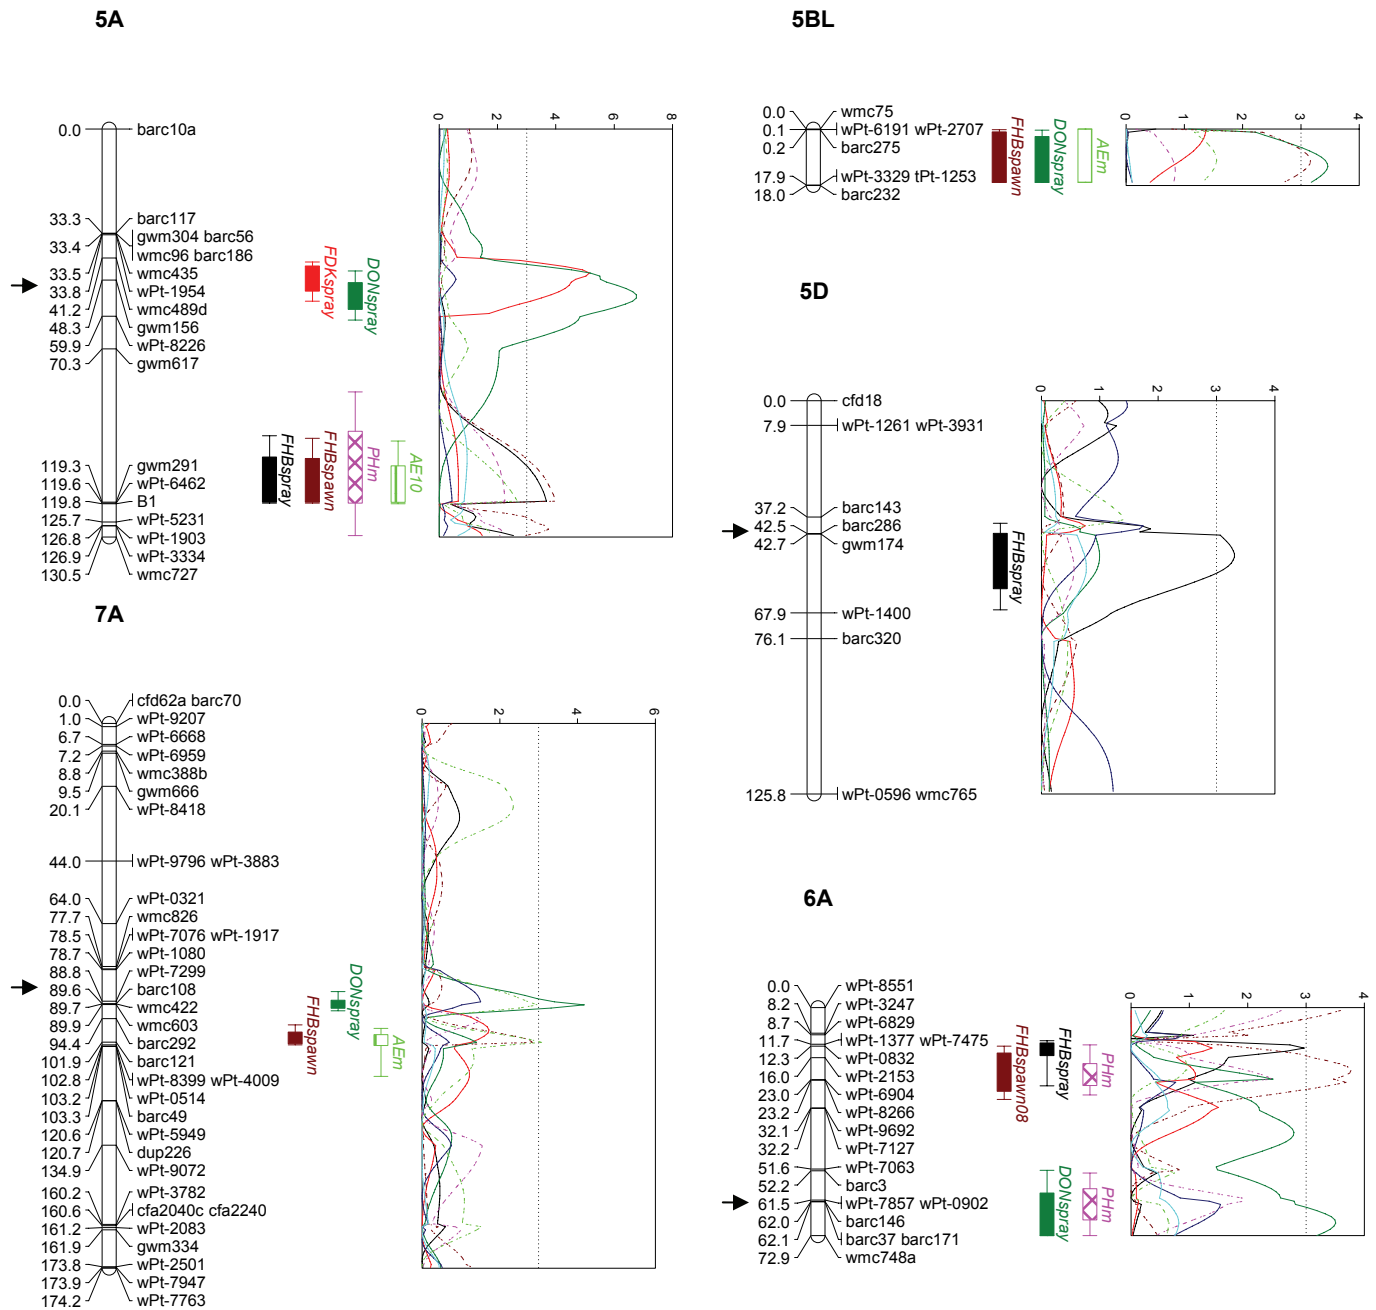 5A
0 2 4 6 8
0.0 barc10a
33.3 barc117
33.4 gwm304 barc56
wmc96 barc186
33.5 wmc435
33.8 wPt-1954
41.2 wmc489d
48.3 gwm156
59.9 wPt-8226
70.3 gwm617
119.3 gwm291
119.6 wPt-6462
119.8 B1
125.7 wPt-5231
126.8 wPt-1903
126.9 wPt-3334
130.5 wmc727
FDKspray
DONspray
FHBspray
FHBspawn
PHm
AE10
5BL
0 1 2 3 4
0.0 wmc75
0.1 wPt-6191 wPt-2707
0.2 barc275
17.9 wPt-3329 tPt-1253
18.0 barc232
FHBspawn
DONspray
AEm
5D
0 1 2 3 4
0.0 cfd18
7.9 wPt-1261 wPt-3931
37.2 barc143
42.5 barc286
42.7 gwm174
67.9 wPt-1400
76.1 barc320
125.8 wPt-0596 wmc765
FHBspray
7A
0 2 4 6
0.0 cfd62a barc70
1.0 wPt-9207
6.7 wPt-6668
7.2 wPt-6959
8.8 wmc388b
9.5 gwm666
20.1 wPt-8418
44.0 wPt-9796 wPt-3883
64.0 wPt-0321
77.7 wmc826
78.5 wPt-7076 wPt-1917
78.7 wPt-1080
88.8 wPt-7299
89.6 barc108
89.7 wmc422
89.9 wmc603
94.4 barc292
101.9 barc121
102.8 wPt-8399 wPt-4009
103.2 wPt-0514
103.3 barc49
120.6 wPt-5949
120.7 dup226
134.9 wPt-9072
160.2 wPt-3782
160.6 cfa2040c cfa2240
161.2 wPt-2083
161.9 gwm334
173.8 wPt-2501
173.9 wPt-7947
174.2 wPt-7763
FHBspawn
DONspray
AEm
6A
0 1 2 3 4
0.0 wPt-8551
8.2 wPt-3247
8.7 wPt-6829
11.7 wPt-1377 wPt-7475
12.3 wPt-0832
16.0 wPt-2153
23.0 wPt-6904
23.2 wPt-8266
32.1 wPt-9692
32.2 wPt-7127
51.6 wPt-7063
52.2 barc3
61.5 wPt-7857 wPt-0902
62.0 barc146
62.1 barc37 barc171
72.9 wmc748a
FHBspawn08
FHBspray
PHm
DONspray
PHm